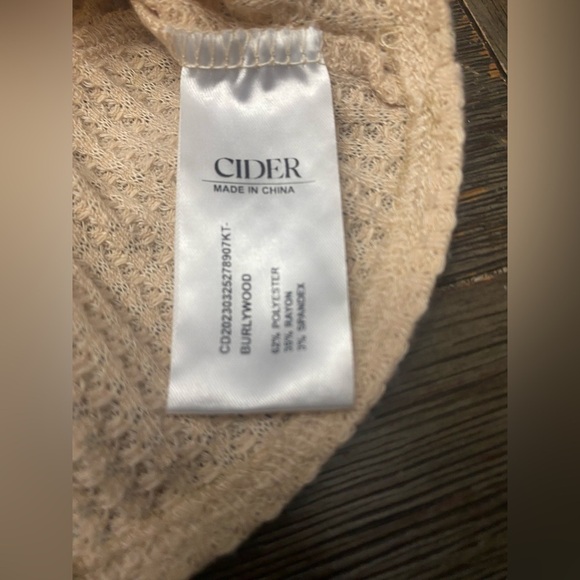 CIDER
MADE IN CHINA
CD20230325278907KT-
BURLYWOOD
62% POLYESTER
35% RAYON
3% SPANDEX